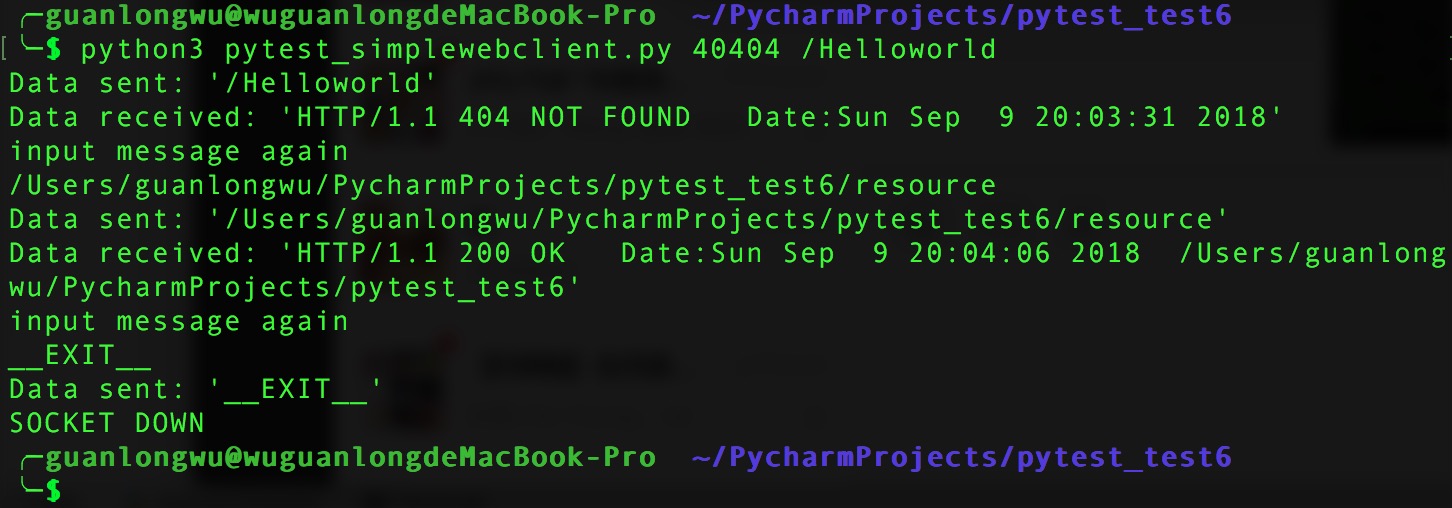 ╭─guanlongwu@wuguanlongdeMacBook-Pro  ~/PycharmProjects/pytest_test6
╰─$ python3 pytest_simplewebclient.py 40404 /Helloworld
Data sent: '/Helloworld'
Data received: 'HTTP/1.1 404 NOT FOUND   Date:Sun Sep  9 20:03:31 2018'
input message again
/Users/guanlongwu/PycharmProjects/pytest_test6/resource
Data sent: '/Users/guanlongwu/PycharmProjects/pytest_test6/resource'
Data received: 'HTTP/1.1 200 OK   Date:Sun Sep  9 20:04:06 2018  /Users/guanlong
wu/PycharmProjects/pytest_test6'
input message again
__EXIT__
Data sent: '__EXIT__'
SOCKET DOWN
╭─guanlongwu@wuguanlongdeMacBook-Pro  ~/PycharmProjects/pytest_test6
╰─$